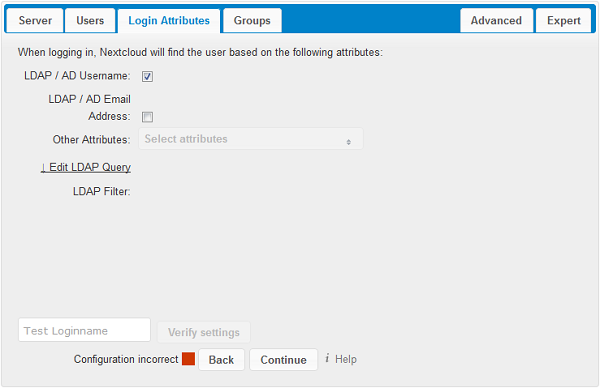 Server Users Login Attributes Groups Advanced Expert
When logging in, Nextcloud will find the user based on the following attributes:
LDAP / AD Username:
LDAP / AD Email
Address:
Other Attributes: Select attributes
↓ Edit LDAP Query
LDAP Filter:
Test Loginname Verify settings
Configuration incorrect Back Continue i Help